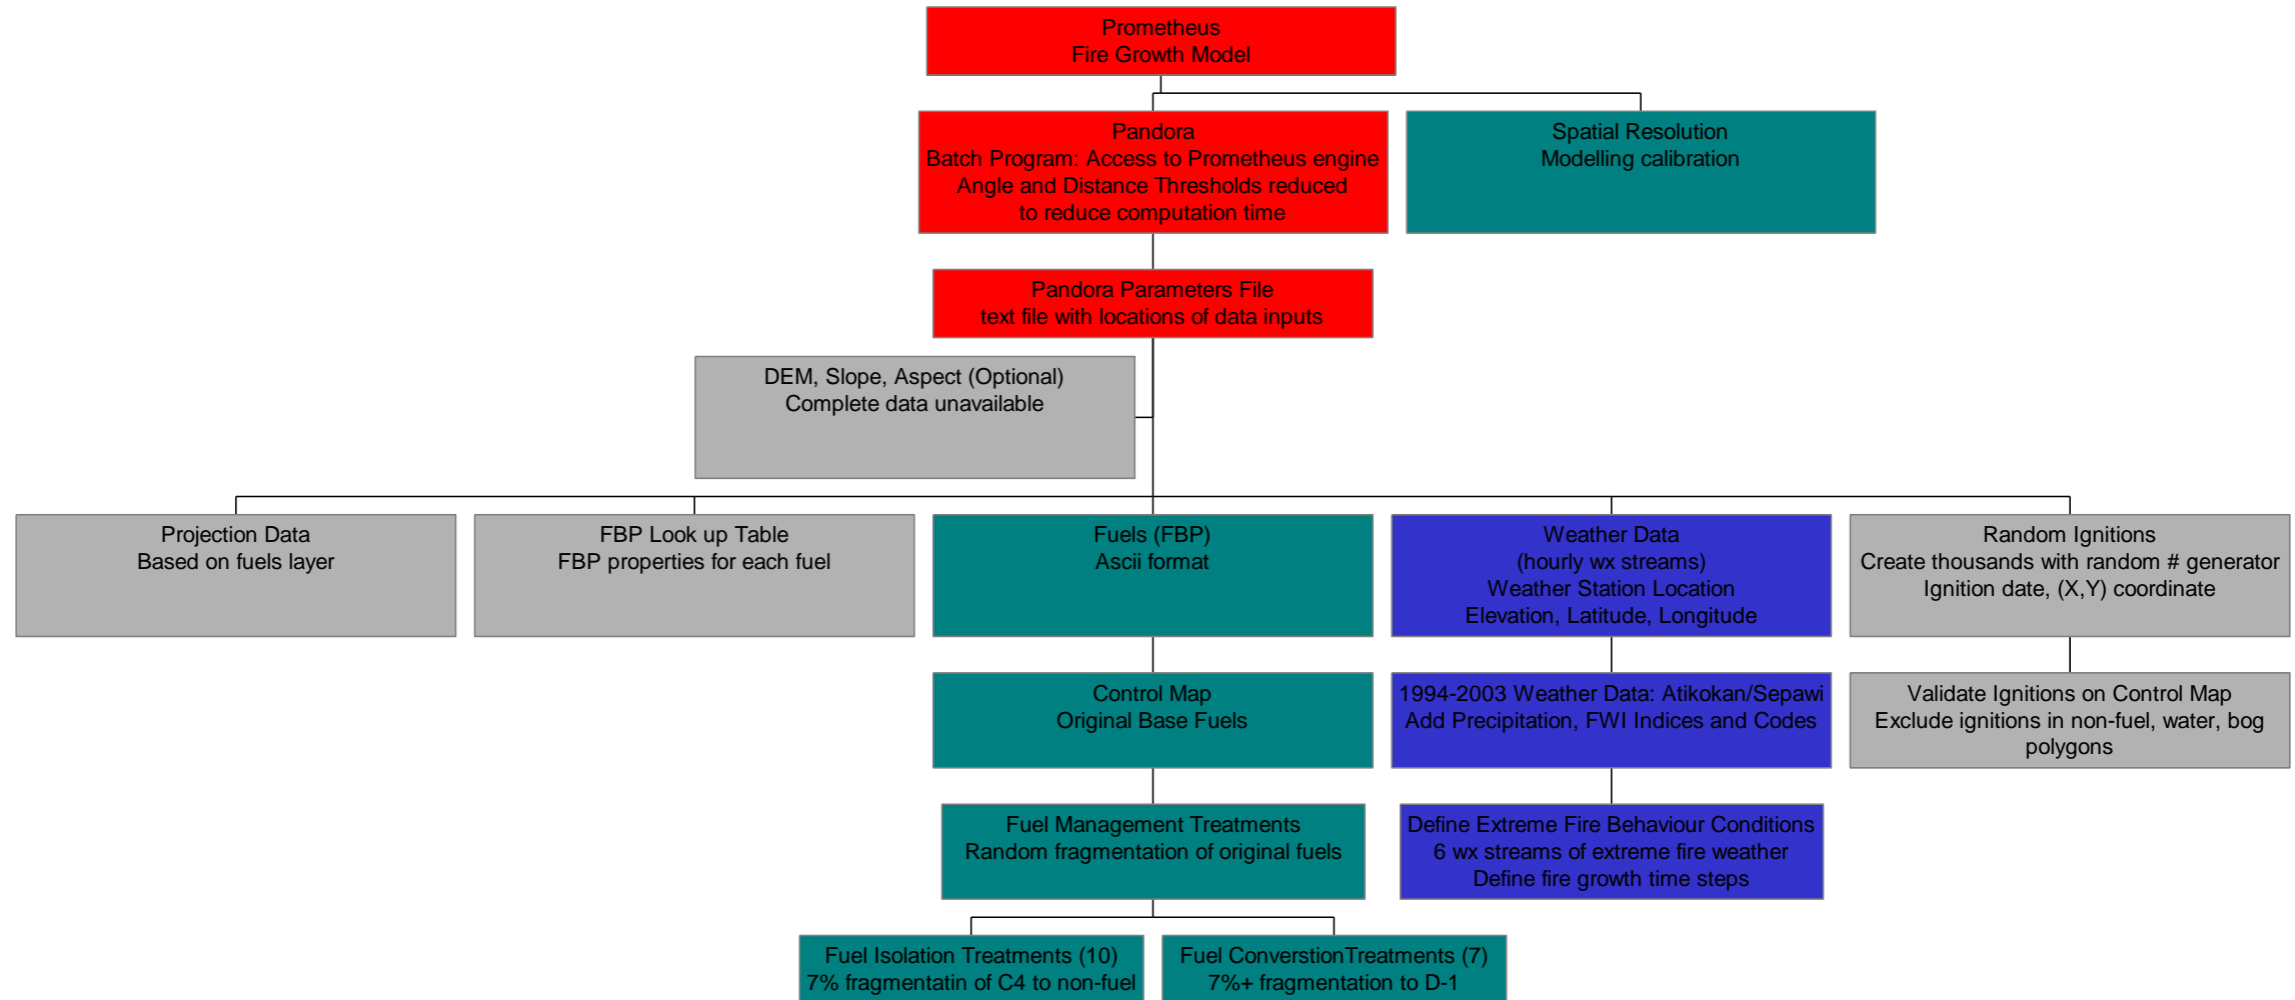 Prometheus
Fire Growth Model
Pandora
Batch Program: Access to Prometheus engine
Angle and Distance Thresholds reduced
to reduce computation time
Spatial Resolution
Modelling calibration
Pandora Parameters File
text file with locations of data inputs
DEM, Slope, Aspect (Optional)
Complete data unavailable
Projection Data
Based on fuels layer
FBP Look up Table
FBP properties for each fuel
Fuels (FBP)
Ascii format
Weather Data
(hourly wx streams)
Weather Station Location
Elevation, Latitude, Longitude
Random Ignitions
Create thousands with random # generator
Ignition date, (X,Y) coordinate
Control Map
Original Base Fuels
1994-2003 Weather Data: Atikokan/Sepawi
Add Precipitation, FWI Indices and Codes
Validate Ignitions on Control Map
Exclude ignitions in non-fuel, water, bog
polygons
Fuel Management Treatments
Random fragmentation of original fuels
Define Extreme Fire Behaviour Conditions
6 wx streams of extreme fire weather
Define fire growth time steps
Fuel Isolation Treatments (10)
7% fragmentatin of C4 to non-fuel
Fuel ConverstionTreatments (7)
7%+ fragmentation to D-1